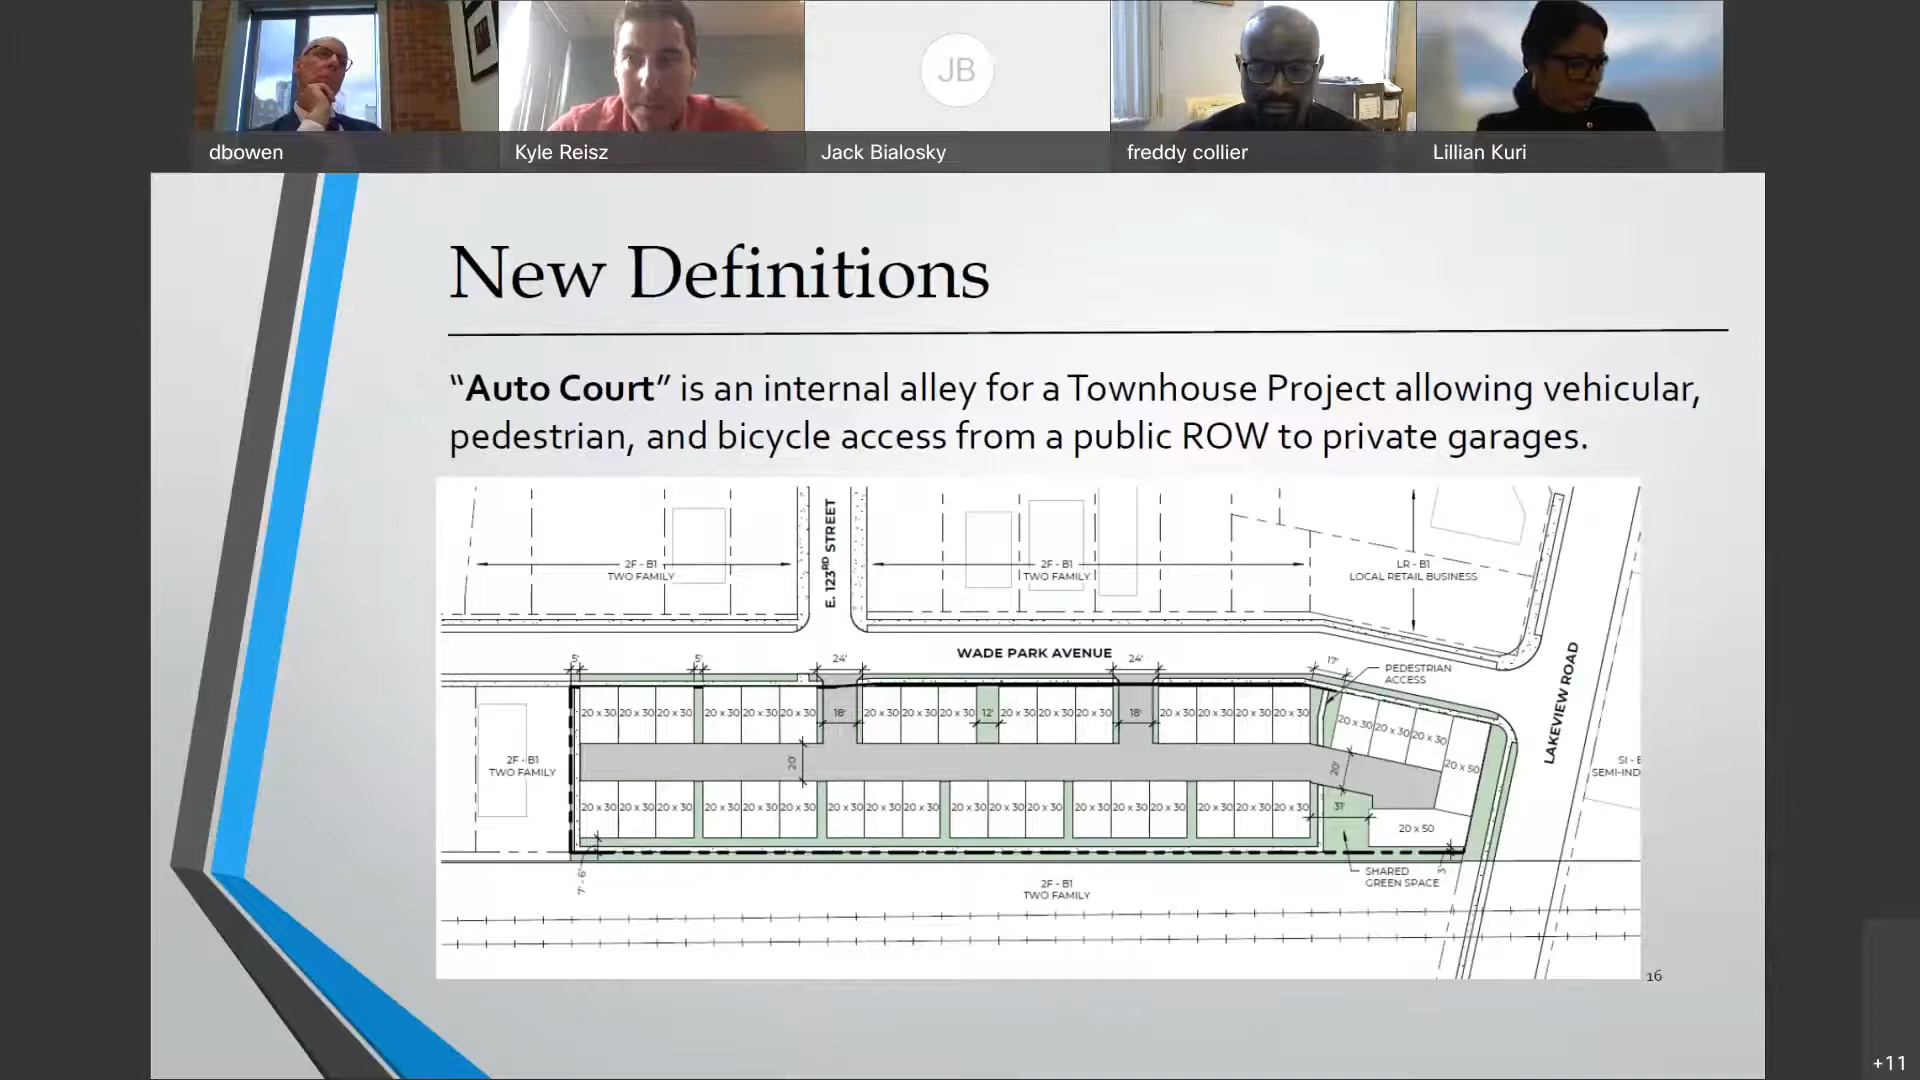 JB
dbowen
Kyle Reisz
Jack Bialosky
freddy collier
Lillian Kuri
New Definitions
“Auto Court” is an internal alley for a Townhouse Project allowing vehicular,
pedestrian, and bicycle access from a public ROW to private garages.
E. 123RD STREET
2F - B1
TWO FAMILY
2F - B1
TWO FAMILY
LR - B1
LOCAL RETAIL BUSINESS
WADE PARK AVENUE
LAKEVIEW ROAD
5' 5' 24' 24' 17'
PEDESTRIAN
ACCESS
20 x 30 20 x 30 20 x 30 20 x 30 20 x 30 20 x 30 18' 20 x 30 20 x 30 20 x 30 12' 20 x 30 20 x 30 20 x 30 18' 20 x 30 20 x 30 20 x 30 20 x 30
20 x 30 20 x 30 20 x 30
20 x 50
2F - B1
TWO FAMILY
20'
20'
SEMI-IND
20 x 30 20 x 30 20 x 30 20 x 30 20 x 30 20 x 30 20 x 30 20 x 30 20 x 30 20 x 30 20 x 30 20 x 30 20 x 30 20 x 30 20 x 30 20 x 30 20 x 30 20 x 30
31'
20 x 50
7' - 6"
3'
SHARED
GREEN SPACE
2F - B1
TWO FAMILY
16
+11